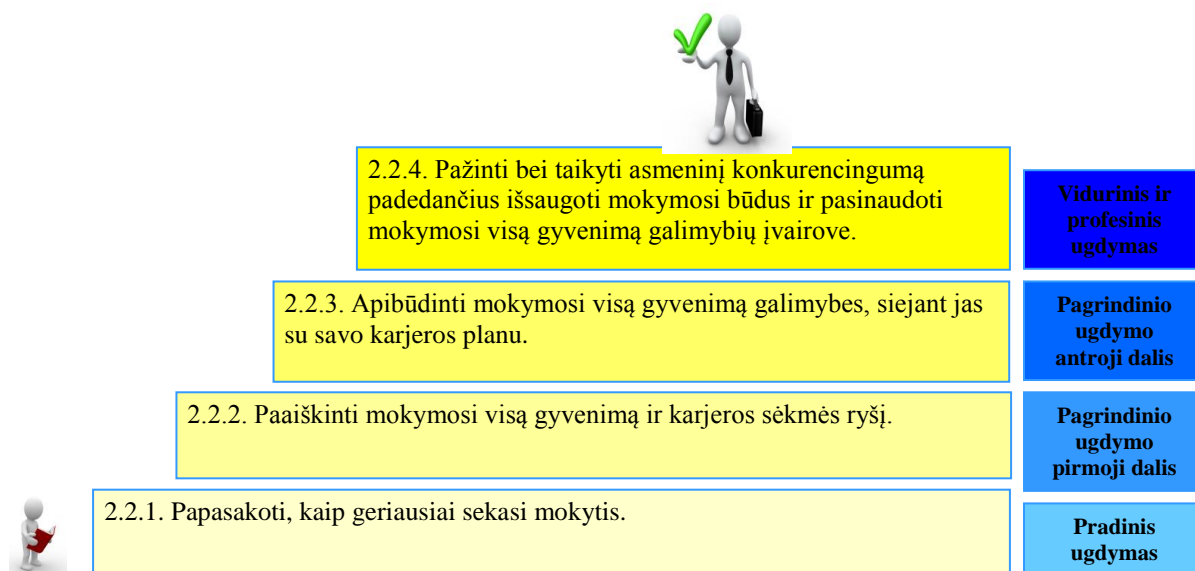 2.2.4. Pažinti bei taikyti asmeninį konkurencingumą
padedančius išsaugoti mokymosi būdus ir pasinaudoti
mokymosi visą gyvenimą galimybių įvairove.
Vidurinis ir
profesinis
ugdymas
2.2.3. Apibūdinti mokymosi visą gyvenimą galimybes, siejant jas
su savo karjeros planu.
Pagrindinio
ugdymo
antroji dalis
2.2.2. Paaiškinti mokymosi visą gyvenimą ir karjeros sėkmės ryšį.
Pagrindinio
ugdymo
pirmoji dalis
2.2.1. Papasakoti, kaip geriausiai sekasi mokytis.
Pradinis
ugdymas